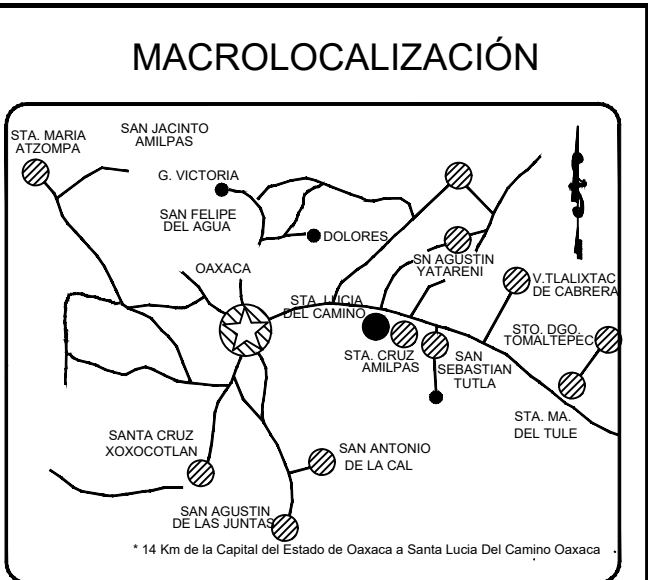 MACROLOCALIZACIÓN
STA. MARIA
ATZOMPA
SAN JACINTO
AMILPAS
G. VICTORIA
SAN FELIPE
DEL AGUA
DOLORES
OAXACA
SN AGUSTIN
YATARENI
V.TLALIXTAC
DE CABRERA
STA. LUCIA
DEL CAMINO
STA. CRUZ
AMILPAS
SAN
SEBASTIAN
TUTLA
STO. DGO.
TOMALTEPEC
STA. MA.
DEL TULE
SANTA CRUZ
XOXOCOTLAN
SAN ANTONIO
DE LA CAL
SAN AGUSTIN
DE LAS JUNTAS
* 14 Km de la Capital del Estado de Oaxaca a Santa Lucia Del Camino Oaxaca